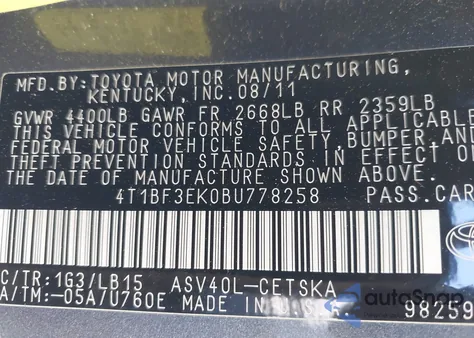 MFD.BY:TOYOTA MOTOR MANUFACTURING,
KENTUCKY,INC.08/11
GVWR 4400LB GAWR FR 2668LB RR 2359LB
THIS VEHICLE CONFORMS TO ALL APPLICABLE
FEDERAL MOTOR VEHICLE SAFETY,BUMPER,AND
THEFT PREVENTION STANDARDS IN EFFECT ON
THE DATE OF MANUFACTURE SHOWN ABOVE.
4T1BF3EK0BU778258 PASS.CAR
C/TR:1G3/LB15 ASV40L-CETSKA
A/TM:-05A/U760E MADE IN U.S.A. 98259
autoSnap